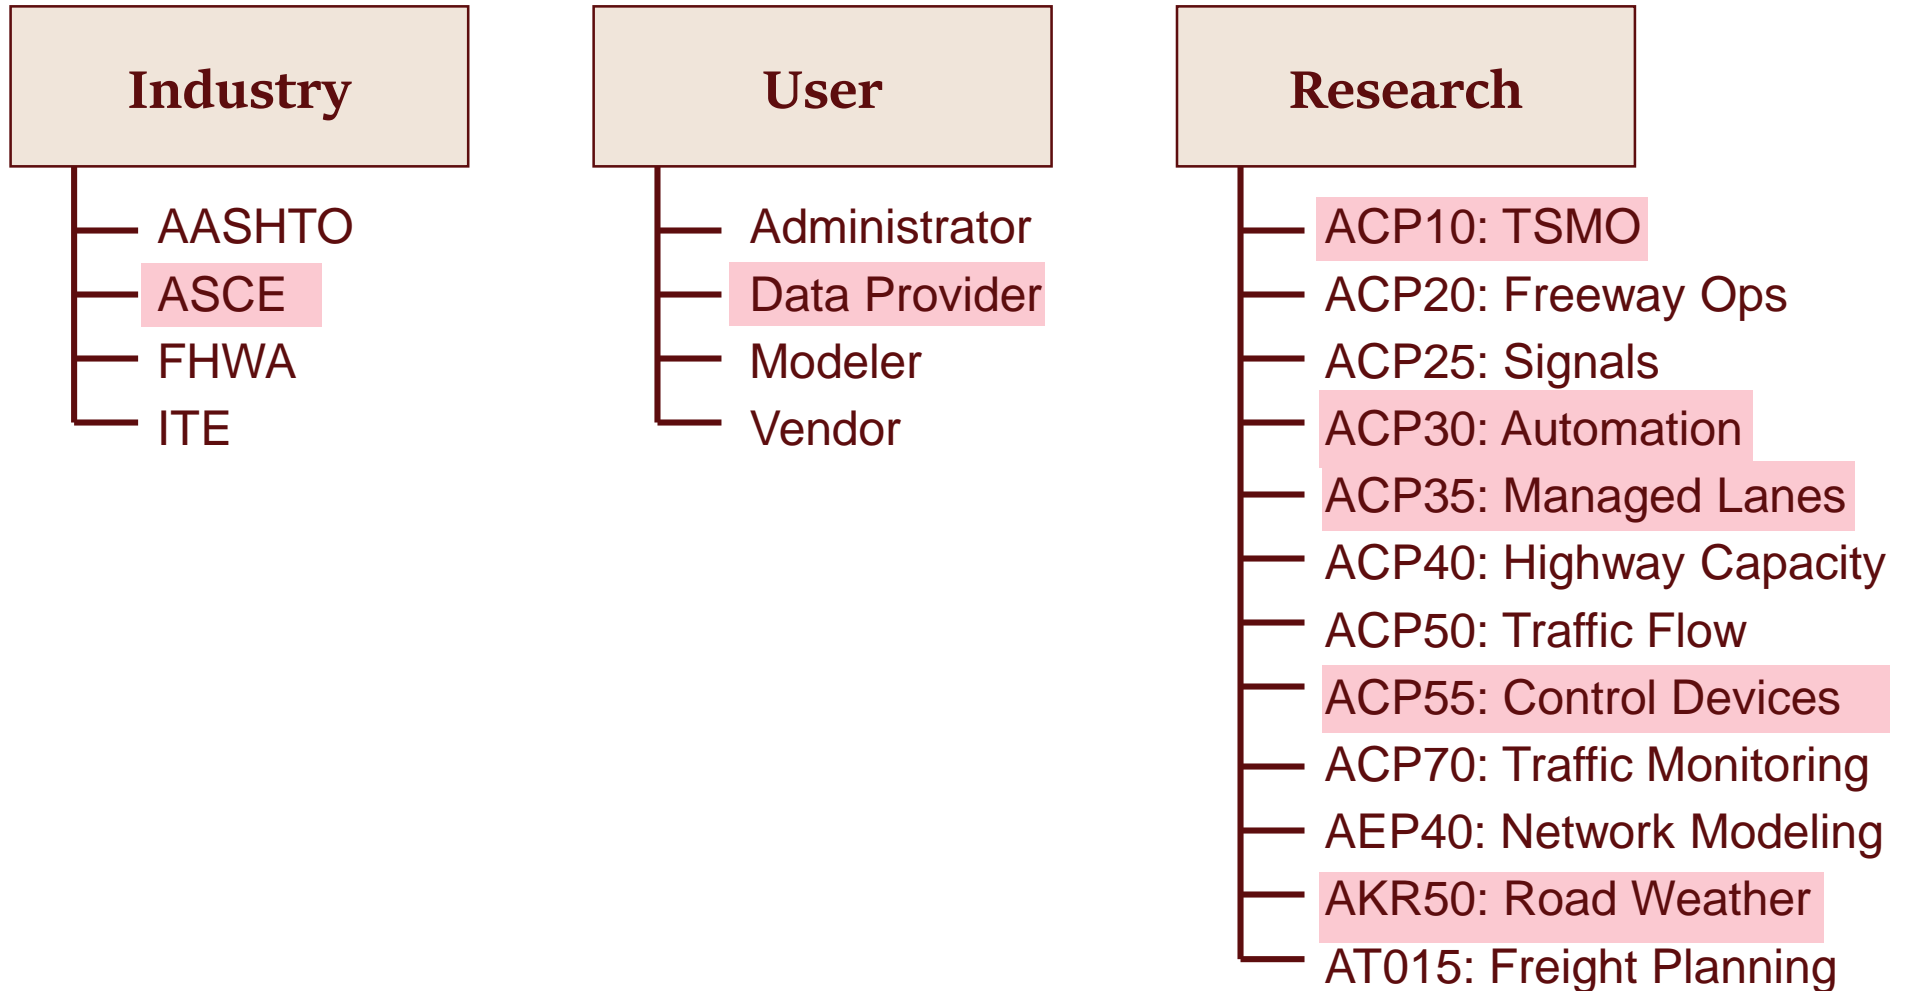 Industry
AASHTO
ASCE
FHWA
ITE
User
Administrator
Data Provider
Modeler
Vendor
Research
ACP10: TSMO
ACP20: Freeway Ops
ACP25: Signals
ACP30: Automation
ACP35: Managed Lanes
ACP40: Highway Capacity
ACP50: Traffic Flow
ACP55: Control Devices
ACP70: Traffic Monitoring
AEP40: Network Modeling
AKR50: Road Weather
AT015: Freight Planning